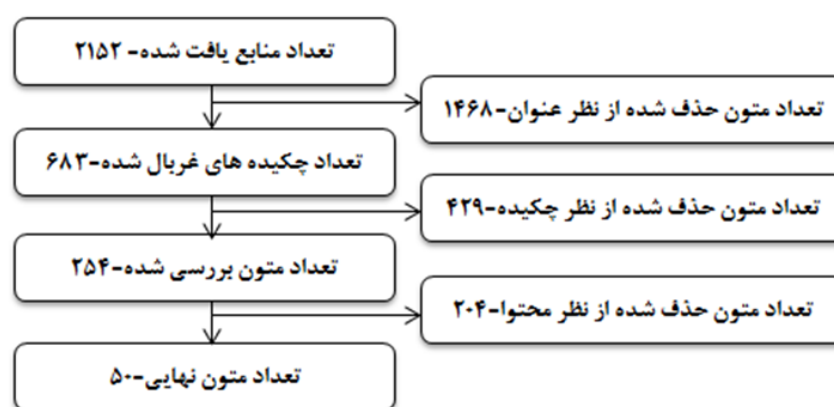 تعداد منابع یافت شده- ۲۱۵۲
تعداد متون حذف شده از نظر عنوان-۱۴۶۸
تعداد چکیده های غربال شده-۶۸۳
تعداد متون حذف شده از نظر چکیده-۴۲۹
تعداد متون بررسی شده-۲۵۴
تعداد متون حذف شده از نظر محتوا-۲۰۴
تعداد متون نهایی-۵۰